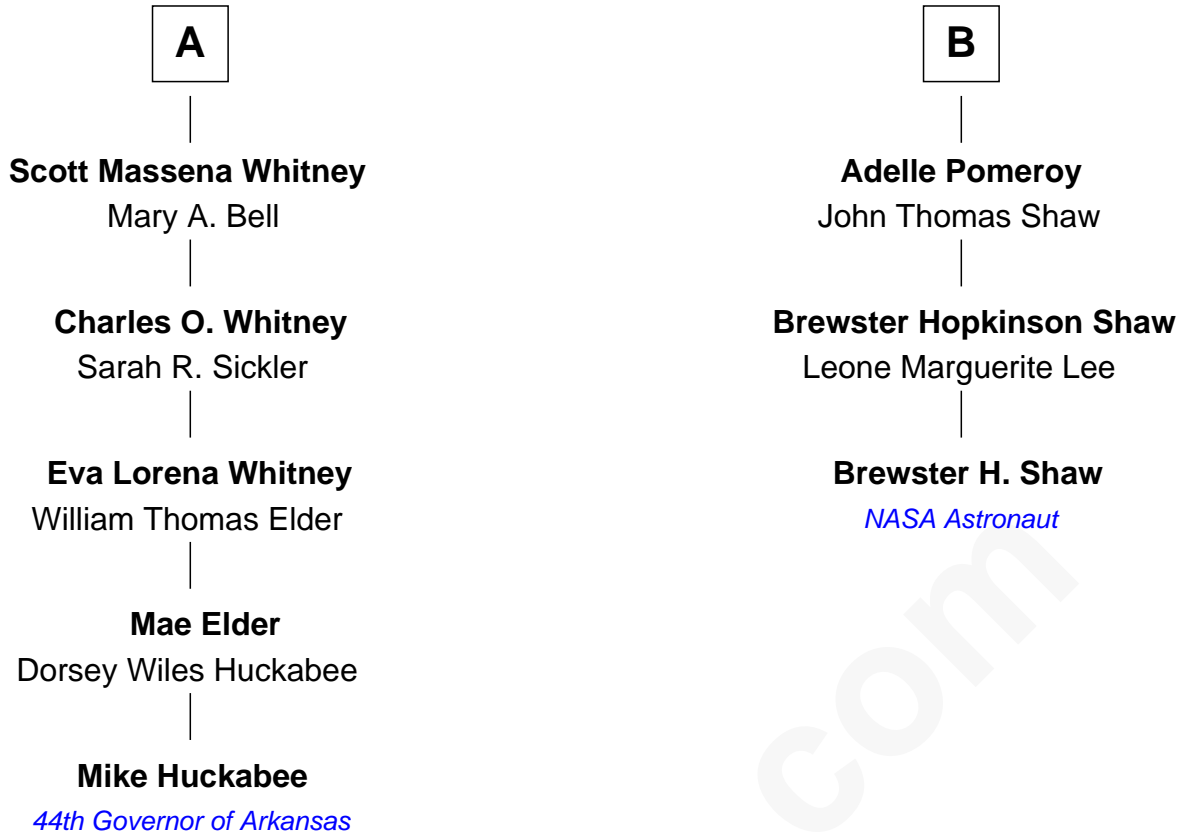 A
Scott Massena Whitney
Mary A. Bell
Charles O. Whitney
Sarah R. Sickler
Eva Lorena Whitney
William Thomas Elder
Mae Elder
Dorsey Wiles Huckabee
Mike Huckabee
44th Governor of Arkansas
B
Adelle Pomeroy
John Thomas Shaw
Brewster Hopkinson Shaw
Leone Marguerite Lee
Brewster H. Shaw
NASA Astronaut
com